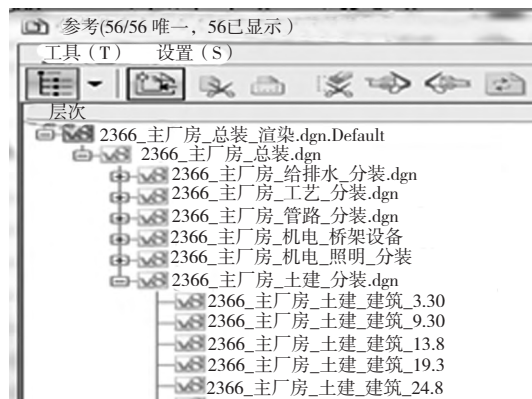 参考(56/56 唯一，56已显示)
工具(T) 设置(S)
层次
2366_主厂房_总装_渲染.dgn.Default
2366_主厂房_总装.dgn
2366_主厂房_给排水_分装.dgn
2366_主厂房_工艺_分装.dgn
2366_主厂房_管路_分装.dgn
2366_主厂房_机电_桥架设备
2366_主厂房_机电_照明_分装
2366_主厂房_土建_分装.dgn
2366_主厂房_土建_建筑_3.30
2366_主厂房_土建_建筑_9.30
2366_主厂房_土建_建筑_13.8
2366_主厂房_土建_建筑_19.3
2366_主厂房_土建_建筑_24.8